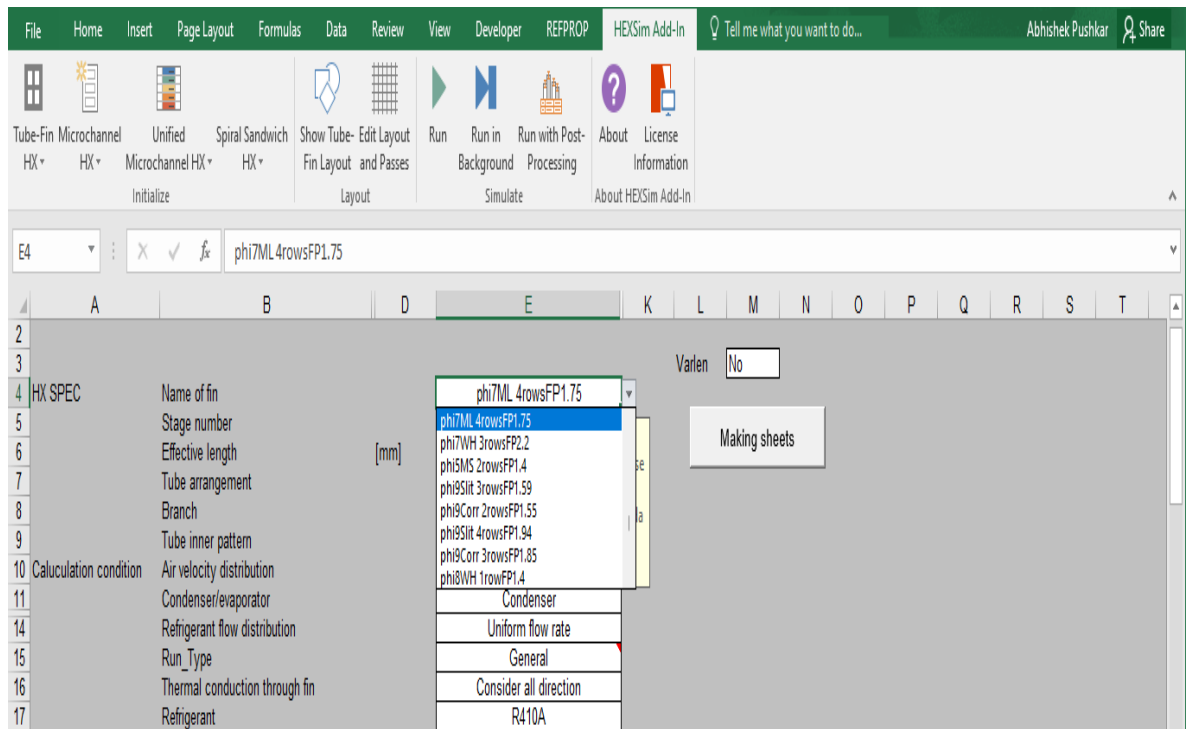 File Home Insert Page Layout Formulas Data Review View Developer REFPROP HEXSim Add-In Tell me what you want to do... Abhishek Pushkar Share
Tube-Fin HX Microchannel HX Unified Microchannel HX Spiral Sandwich HX Show Tube-Fin Layout Edit Layout and Passes Run Run in Background Run with Post-Processing About License Information
Initialize Layout Simulate About HEXSim Add-In
E4 fx phi7ML 4rowsFP1.75
A B D E K L M N O P Q R S T
2
3 Varlen No
4 HX SPEC Name of fin phi7ML 4rowsFP1.75
5 Stage number phi7ML 4rowsFP1.75
Making sheets
6 Effective length [mm] phi7WH 3rowsFP2.2
phi5MS 2rowsFP1.4 se
7 Tube arrangement phi9Slit 3rowsFP1.59
8 Branch phi9Corr 2rowsFP1.55 la
9 Tube inner pattern phi9Slit 4rowsFP1.94
phi9Corr 3rowsFP1.85
10 Caluculation condition Air velocity distribution phi8WH 1rowFP1.4
11 Condenser/evaporator Condenser
14 Refrigerant flow distribution Uniform flow rate
15 Run_Type General
16 Thermal conduction through fin Consider all direction
17 Refrigerant R410A